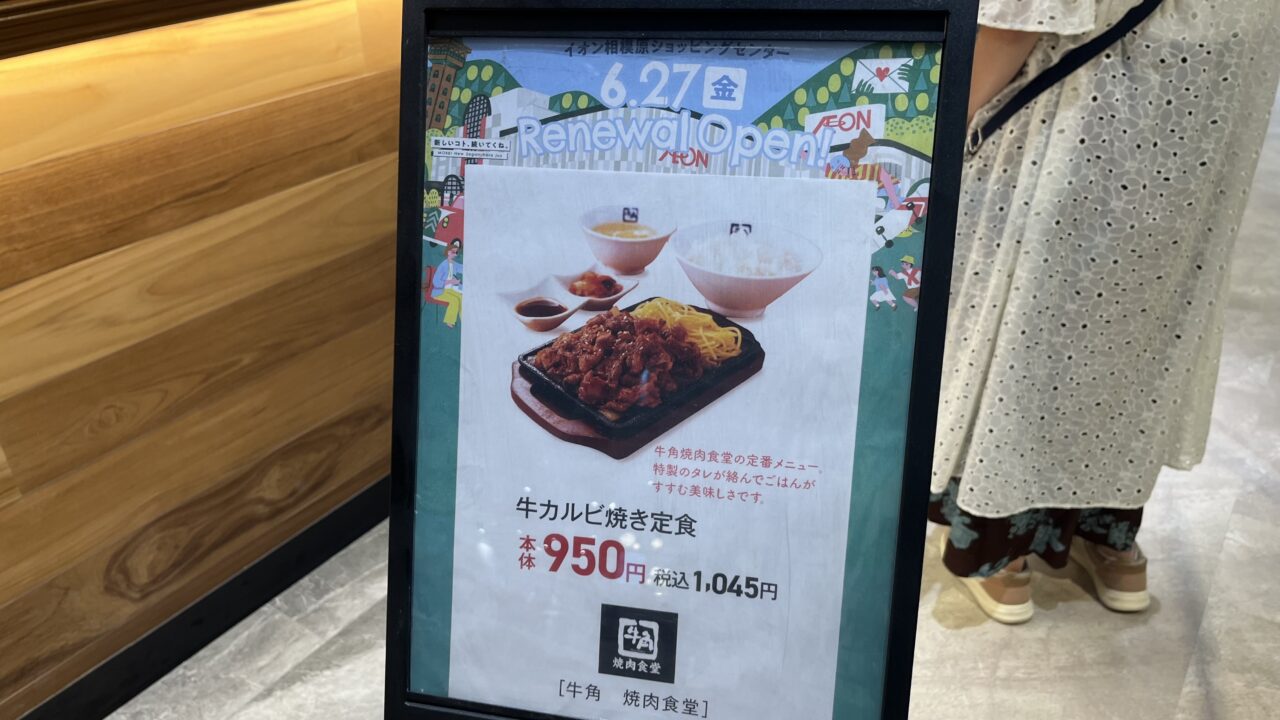 イオン相模原ショッピングセンター
6.27 金
Renewal Open!
ÆON
ÆON
新しいコト、続いてくね。
牛角
牛角焼肉食堂の定番メニュー。
特製のタレが絡んでごはんが
すすむ美味しさです。
牛カルビ焼き定食
本体 950円 税込1,045円
牛角
焼肉食堂
[牛角 焼肉食堂]